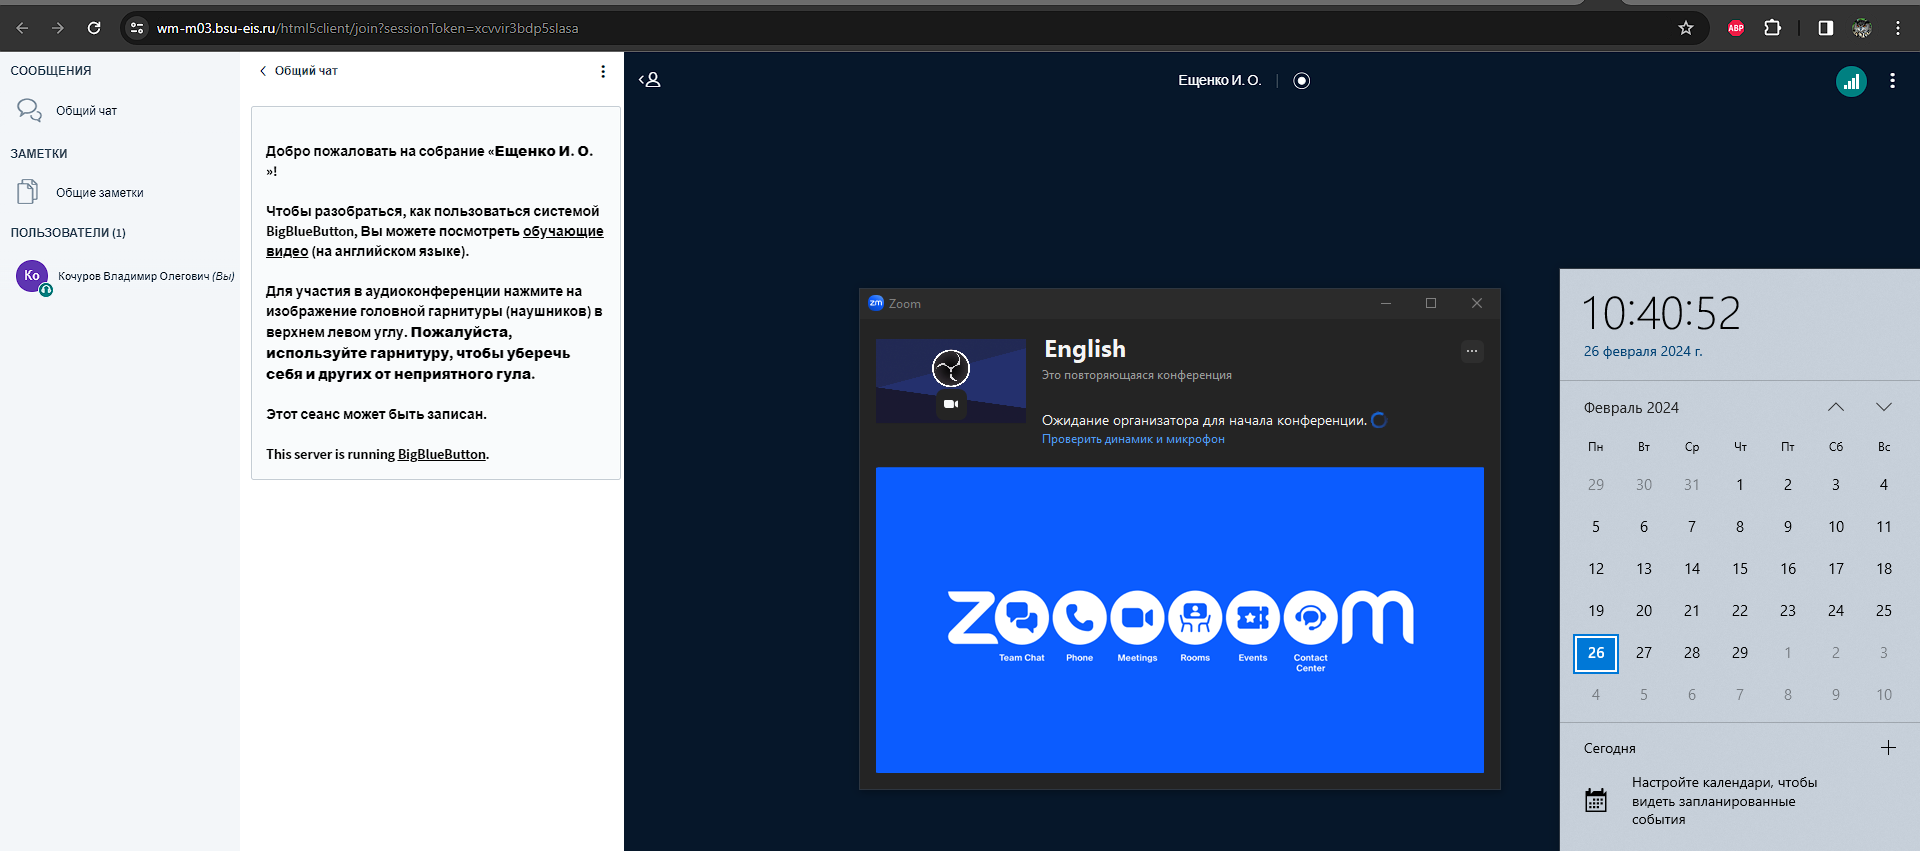 wm-m03.bsu-eis.ru/html5client/join?sessionToken=xcvvir3bdp5slasa
ABP
СООБЩЕНИЯ
Общий чат
ЗАМЕТКИ
Общие заметки
ПОЛЬЗОВАТЕЛИ (1)
Ко
Кочуров Владимир Олегович (Вы)
Общий чат
Добро пожаловать на собрание «Ещенко И. О.
»!
Чтобы разобраться, как пользоваться системой
BigBlueButton, Вы можете посмотреть обучающие
видео (на английском языке).
Для участия в аудиоконференции нажмите на
изображение головной гарнитуры (наушников) в
верхнем левом углу. Пожалуйста,
используйте гарнитуру, чтобы уберечь
себя и других от неприятного гула.
Этот сеанс может быть записан.
This server is running BigBlueButton.
Ещенко И. О.
zm Zoom
English
Это повторяющаяся конференция
Ожидание организатора для начала конференции.
Проверить динамик и микрофон
zoooooom
Team Chat Phone Meetings Rooms Events Contact
Center
10:40:52
26 февраля 2024 г.
Февраль 2024
Пн Вт Ср Чт Пт Сб Вс
29 30 31 1 2 3 4
5 6 7 8 9 10 11
12 13 14 15 16 17 18
19 20 21 22 23 24 25
26 27 28 29 1 2 3
4 5 6 7 8 9 10
Сегодня
Настройте календари, чтобы
видеть запланированные
события